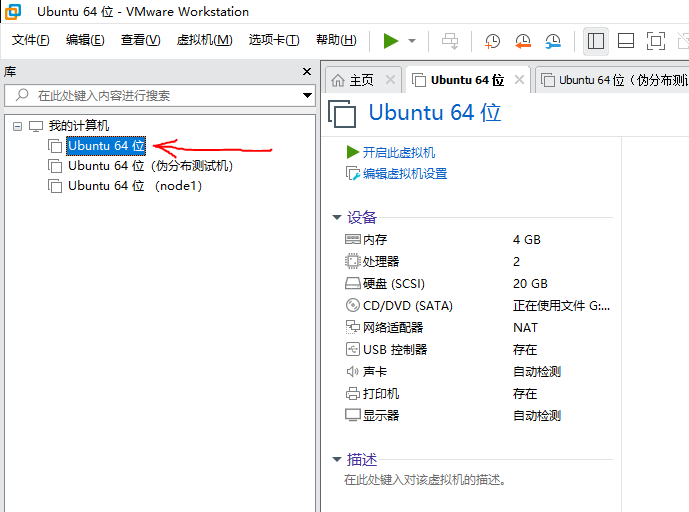 Ubuntu 64 位 - VMware Workstation
文件(F) 编辑(E) 查看(V) 虚拟机(M) 选项卡(T) 帮助(H)
库
在此处键入内容进行搜索
我的计算机
Ubuntu 64 位
Ubuntu 64 位（伪分布测试机）
Ubuntu 64 位 （node1）
主页
Ubuntu 64 位
Ubuntu 64 位（伪分布测
Ubuntu 64 位
开启此虚拟机
编辑虚拟机设置
设备
内存 4 GB
处理器 2
硬盘 (SCSI) 20 GB
CD/DVD (SATA) 正在使用文件 G:...
网络适配器 NAT
USB 控制器 存在
声卡 自动检测
打印机 存在
显示器 自动检测
描述
在此处键入对该虚拟机的描述。